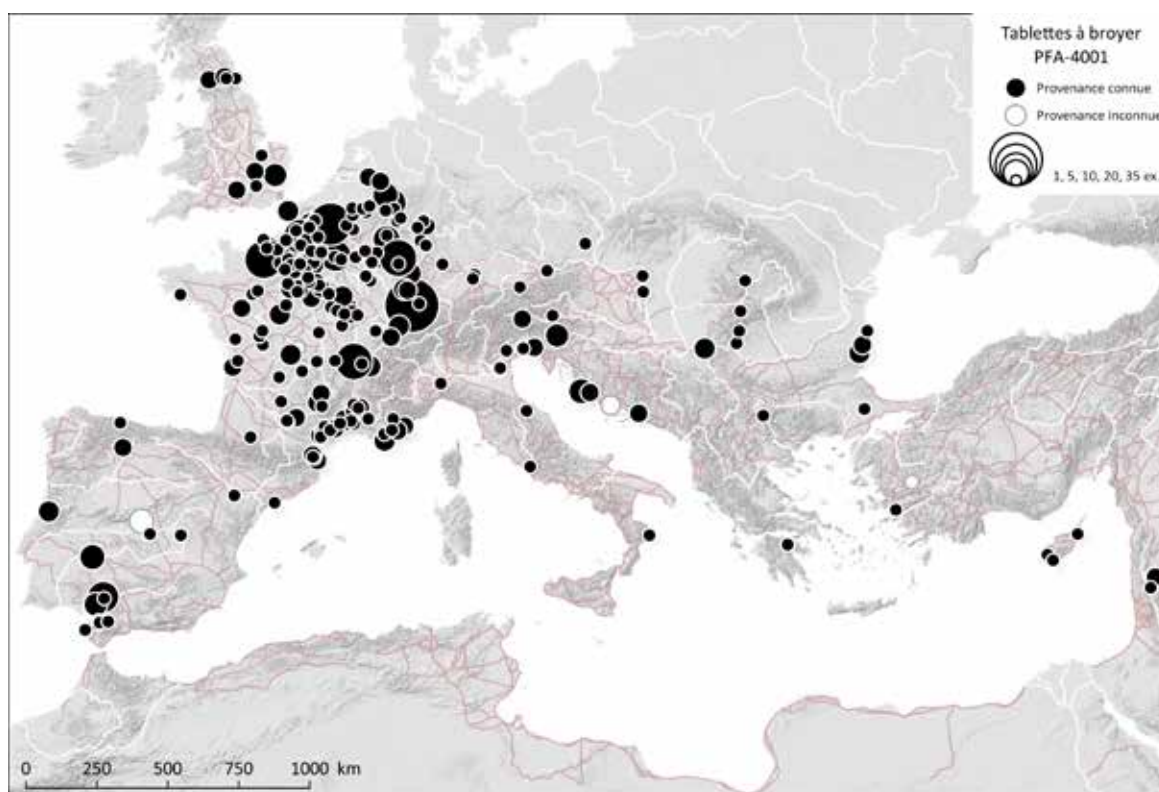 Tablettes à broyer
PFA-4001
Provenance connue
Provenance inconnue
1, 5, 10, 20, 35 ex.
0 250 500 750 1000 km